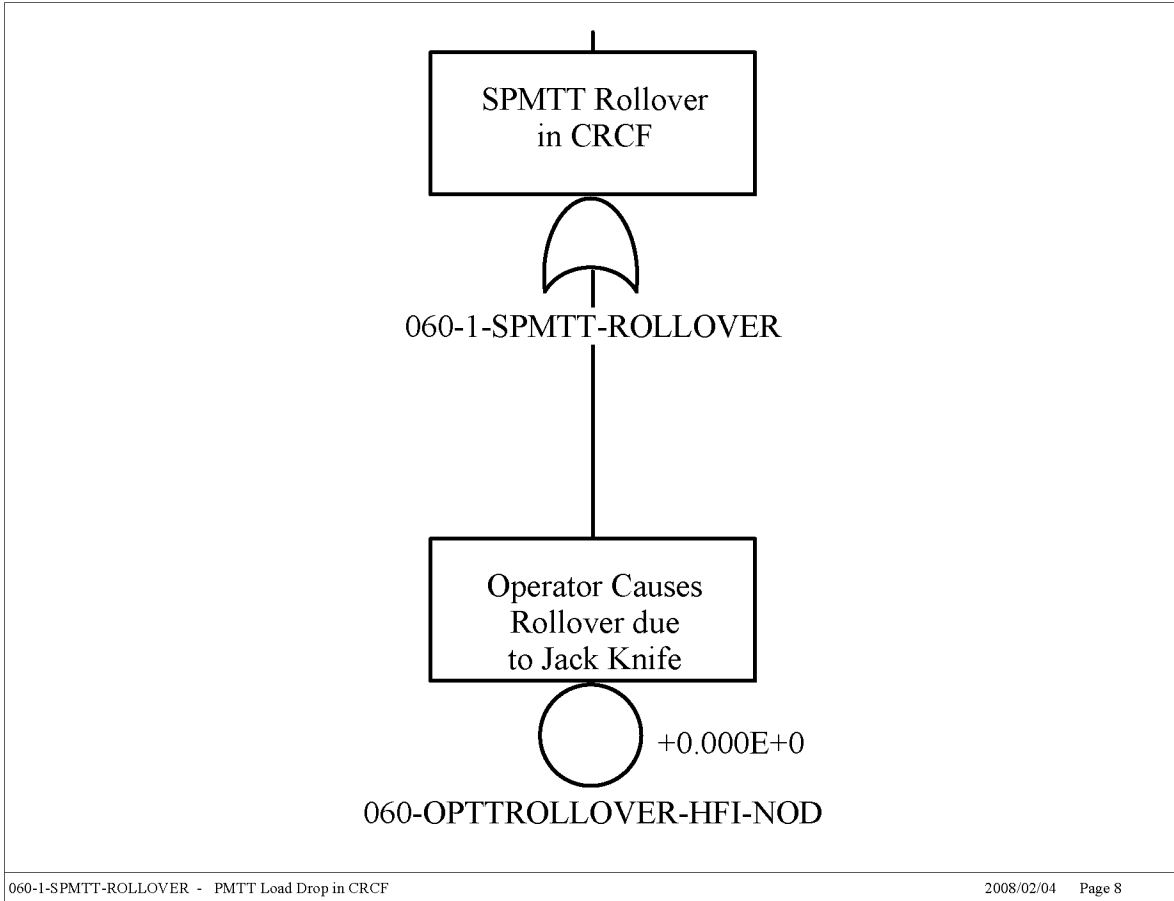 SPMTT Rollover
in CRCF
060-1-SPMTT-ROLLOVER
Operator Causes
Rollover due
to Jack Knife
+0.000E+0
060-OPTTROLLOVER-HFI-NOD
060-1-SPMTT-ROLLOVER - PMTT Load Drop in CRCF 2008/02/04 Page 8